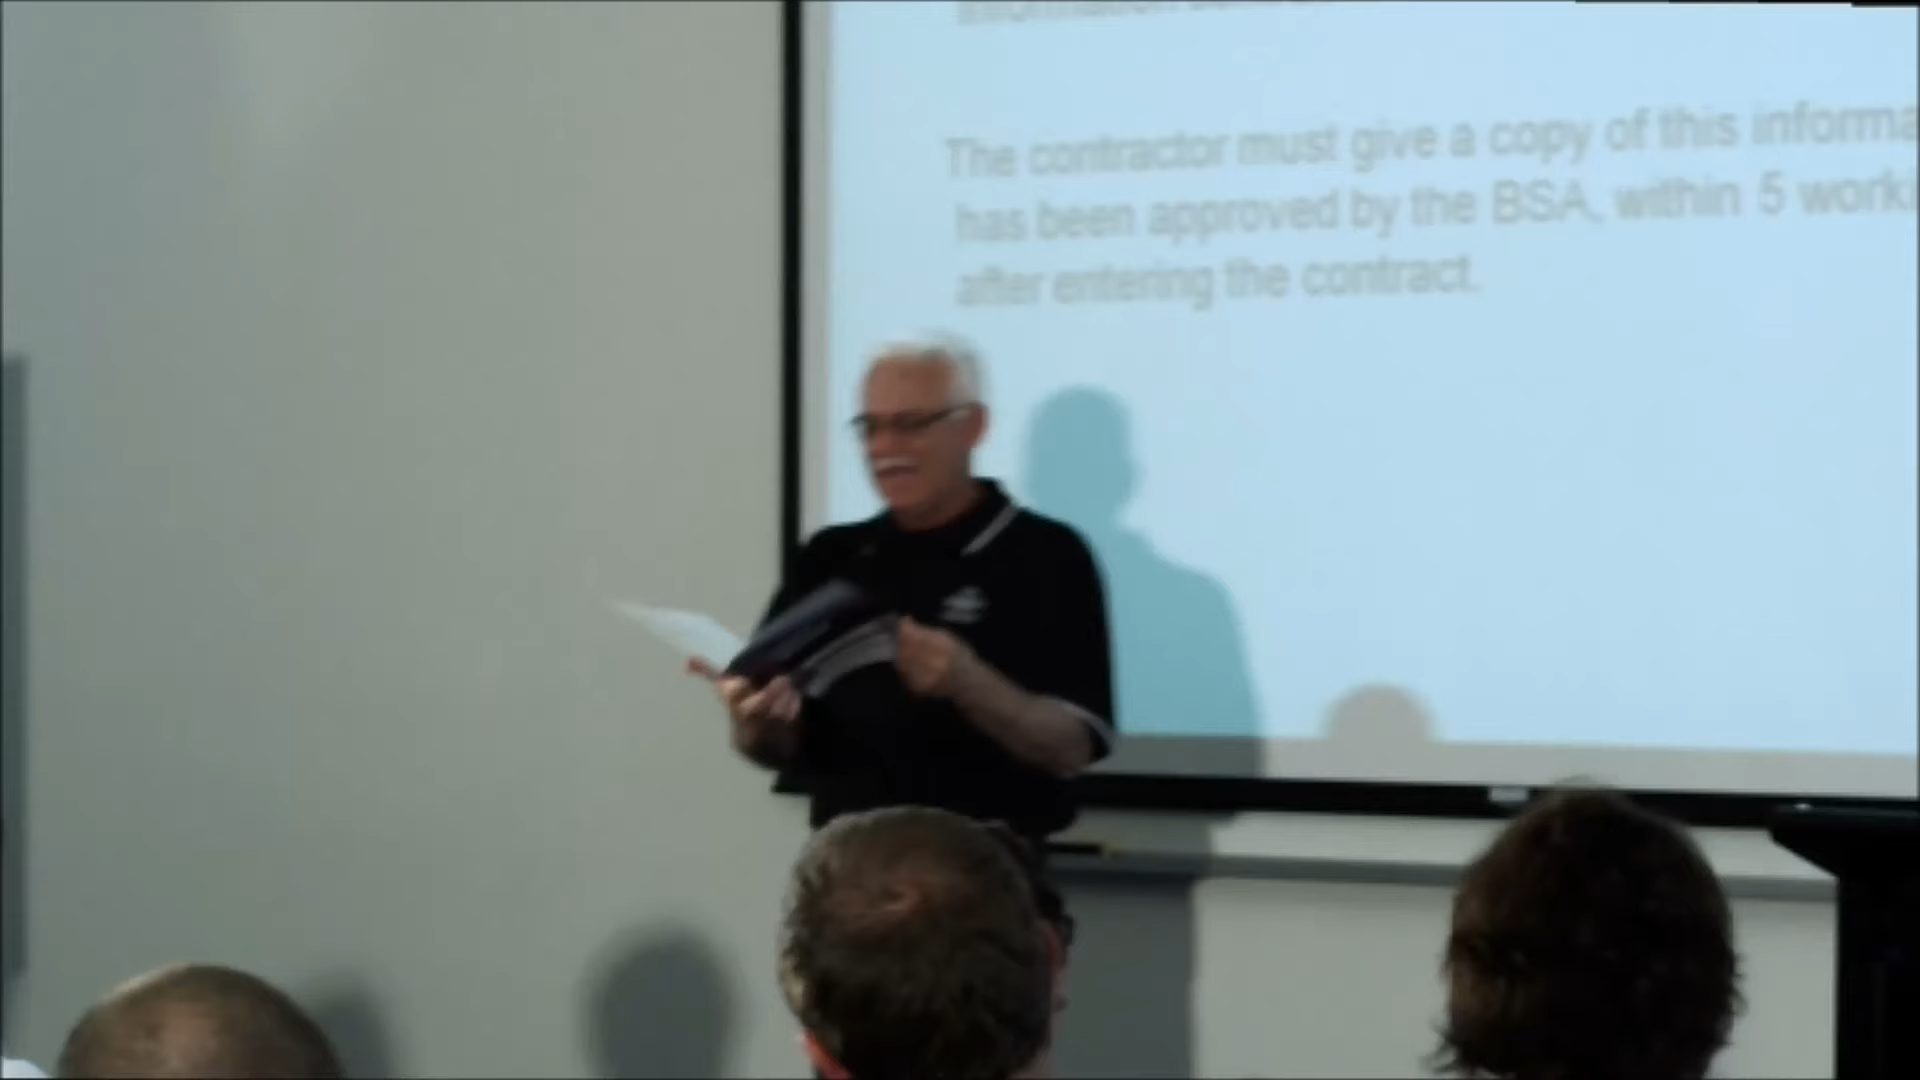 The contractor must give a copy of this informa
has been approved by the BSA, within 5 worki
after entering the contract.